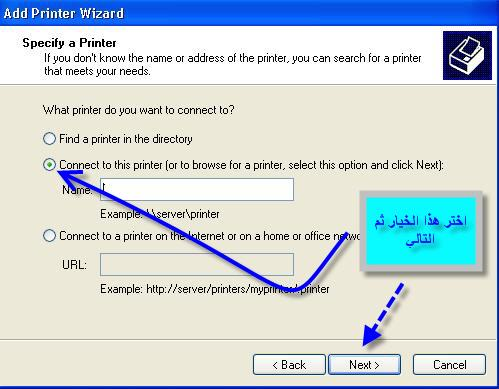 Add Printer Wizard
Specify a Printer
If you don't know the name or address of the printer, you can search for a printer
that meets your needs.
What printer do you want to connect to?
Find a printer in the directory
Connect to this printer (or to browse for a printer, select this option and click Next):
Name:
Example: \\server\printer
Connect to a printer on the Internet or on a home or office
اختر هذا الخيار ثم
التالي
URL:
Example: http://server/printers/myprinter/.printer
< Back
Next >
Cancel